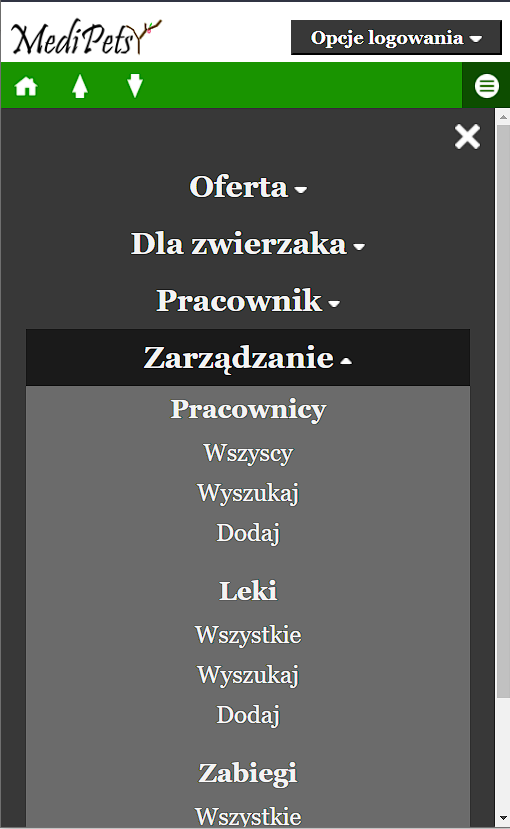 MediPets
Opcje logowania
Oferta
Dla zwierzaka
Pracownik
Zarządzanie
Pracownicy
Wszyscy
Wyszukaj
Dodaj
Leki
Wszystkie
Wyszukaj
Dodaj
Zabiegi
Wszystkie